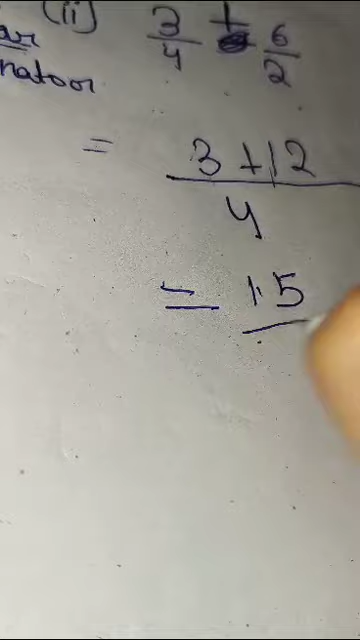 (ii) 3/4 + 6/2
natoor
= 3 + 12
4
= 15